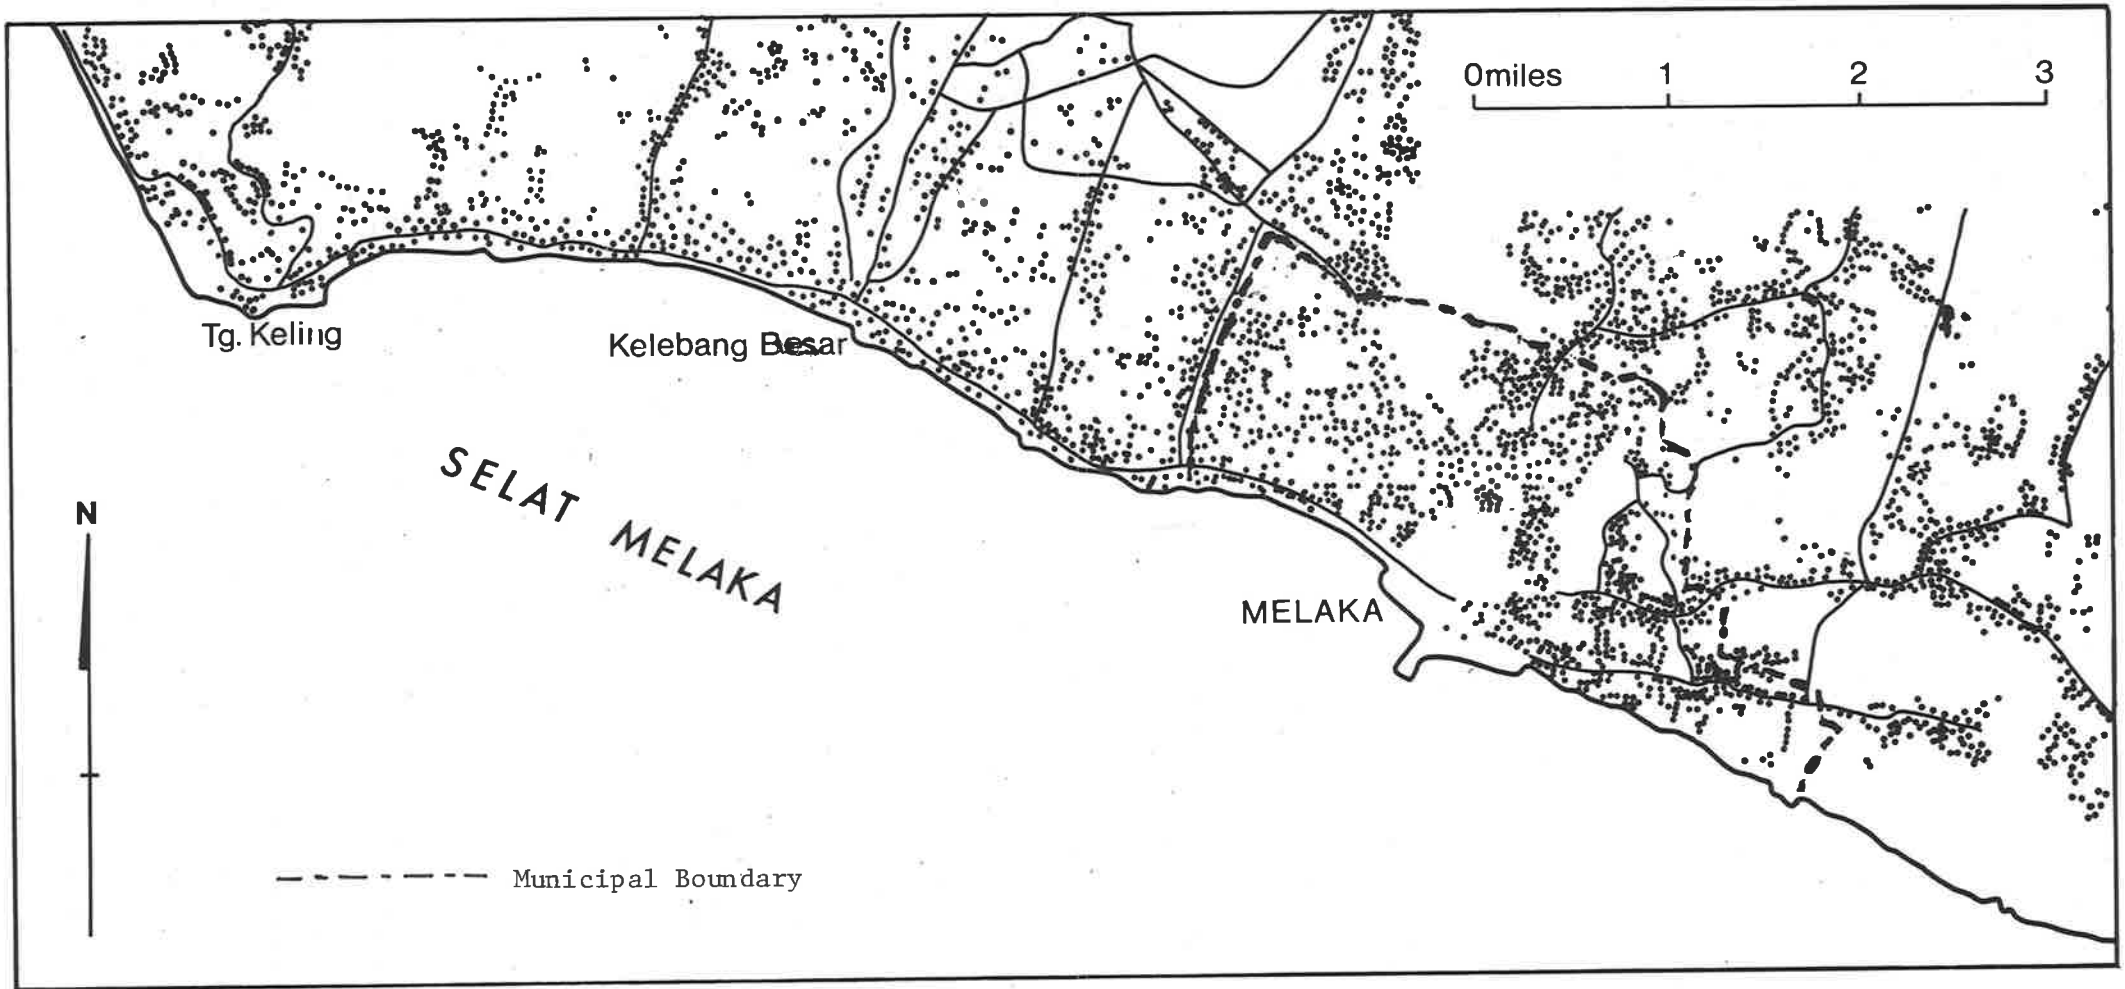 0miles 1 2 3
Tg. Keling
Kelebang Besar
SELAT MELAKA
N
MELAKA
Municipal Boundary